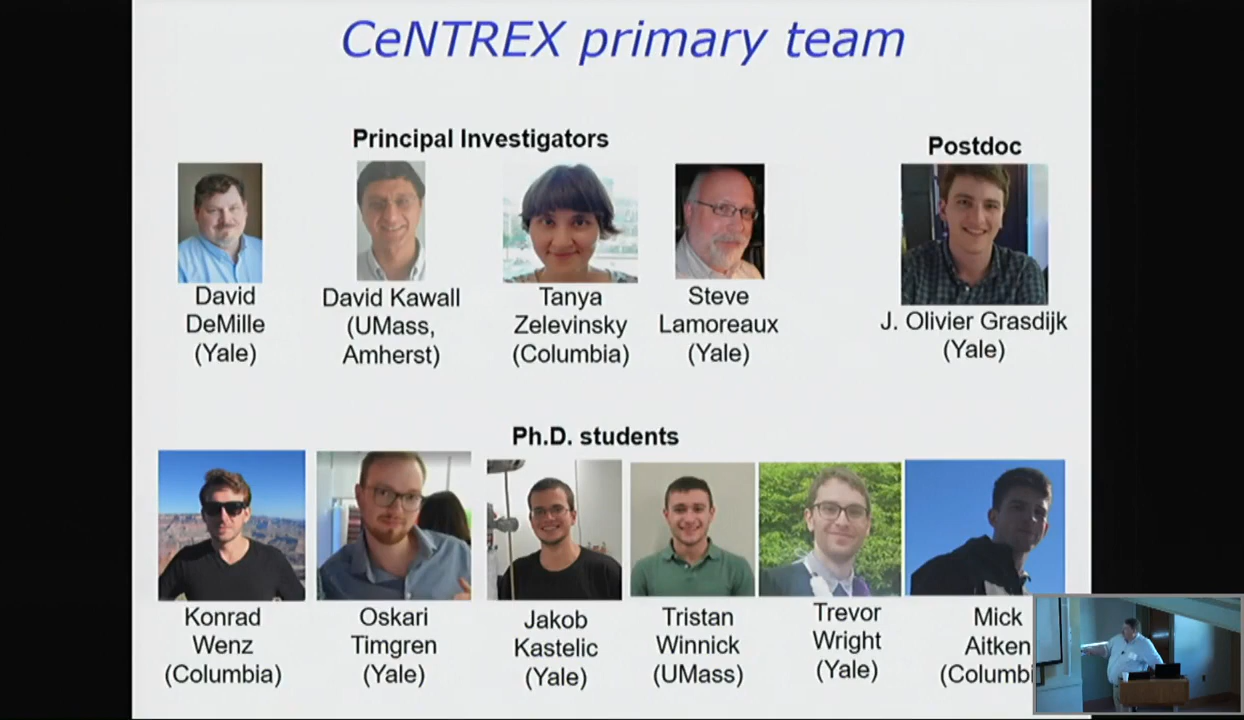 CeNTREX primary team
Principal Investigators
Postdoc
David
DeMille
(Yale)
David Kawall
(UMass,
Amherst)
Tanya
Zelevinsky
(Columbia)
Steve
Lamoreaux
(Yale)
J. Olivier Grasdijk
(Yale)
Ph.D. students
Konrad
Wenz
(Columbia)
Oskari
Timgren
(Yale)
Jakob
Kastelic
(Yale)
Tristan
Winnick
(UMass)
Trevor
Wright
(Yale)
Mick
Aitken
(Columbi